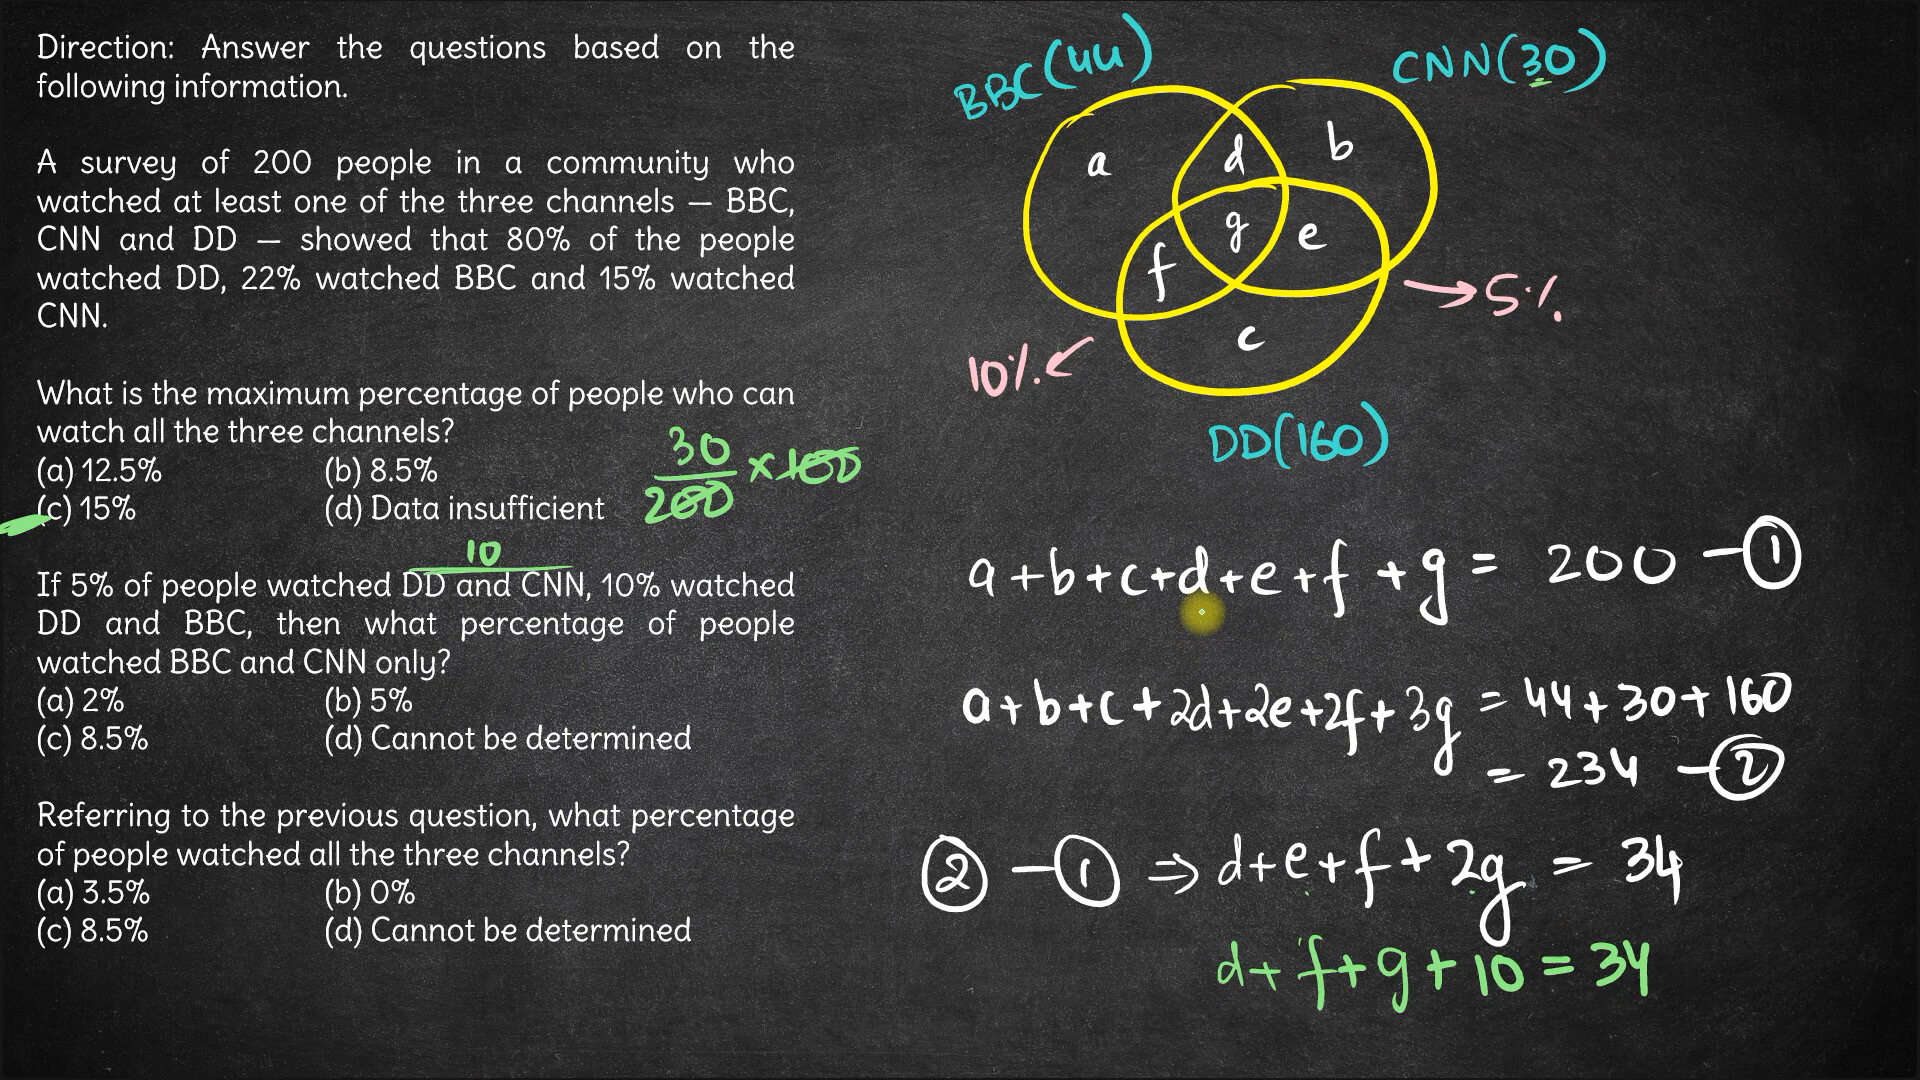 Direction: Answer the questions based on the
following information.
A survey of 200 people in a community who
watched at least one of the three channels – BBC,
CNN and DD – showed that 80% of the people
watched DD, 22% watched BBC and 15% watched
CNN.
What is the maximum percentage of people who can
watch all the three channels?
(a) 12.5% (b) 8.5%
(c) 15% (d) Data insufficient
30
200 ×100
10
If 5% of people watched DD and CNN, 10% watched
DD and BBC, then what percentage of people
watched BBC and CNN only?
(a) 2% (b) 5%
(c) 8.5% (d) Cannot be determined
Referring to the previous question, what percentage
of people watched all the three channels?
(a) 3.5% (b) 0%
(c) 8.5% (d) Cannot be determined
BBC(44)
CNN(30)
a d b
g e
f
c
5%
10%
DD(160)
a+b+c+d+e+f+g = 200 – 1
a+b+c+2d+2e+2f+3g = 44+30+160
= 234 – 2
2 – 1 ⇒ d+e+f+2g = 34
d+f+g+10=34